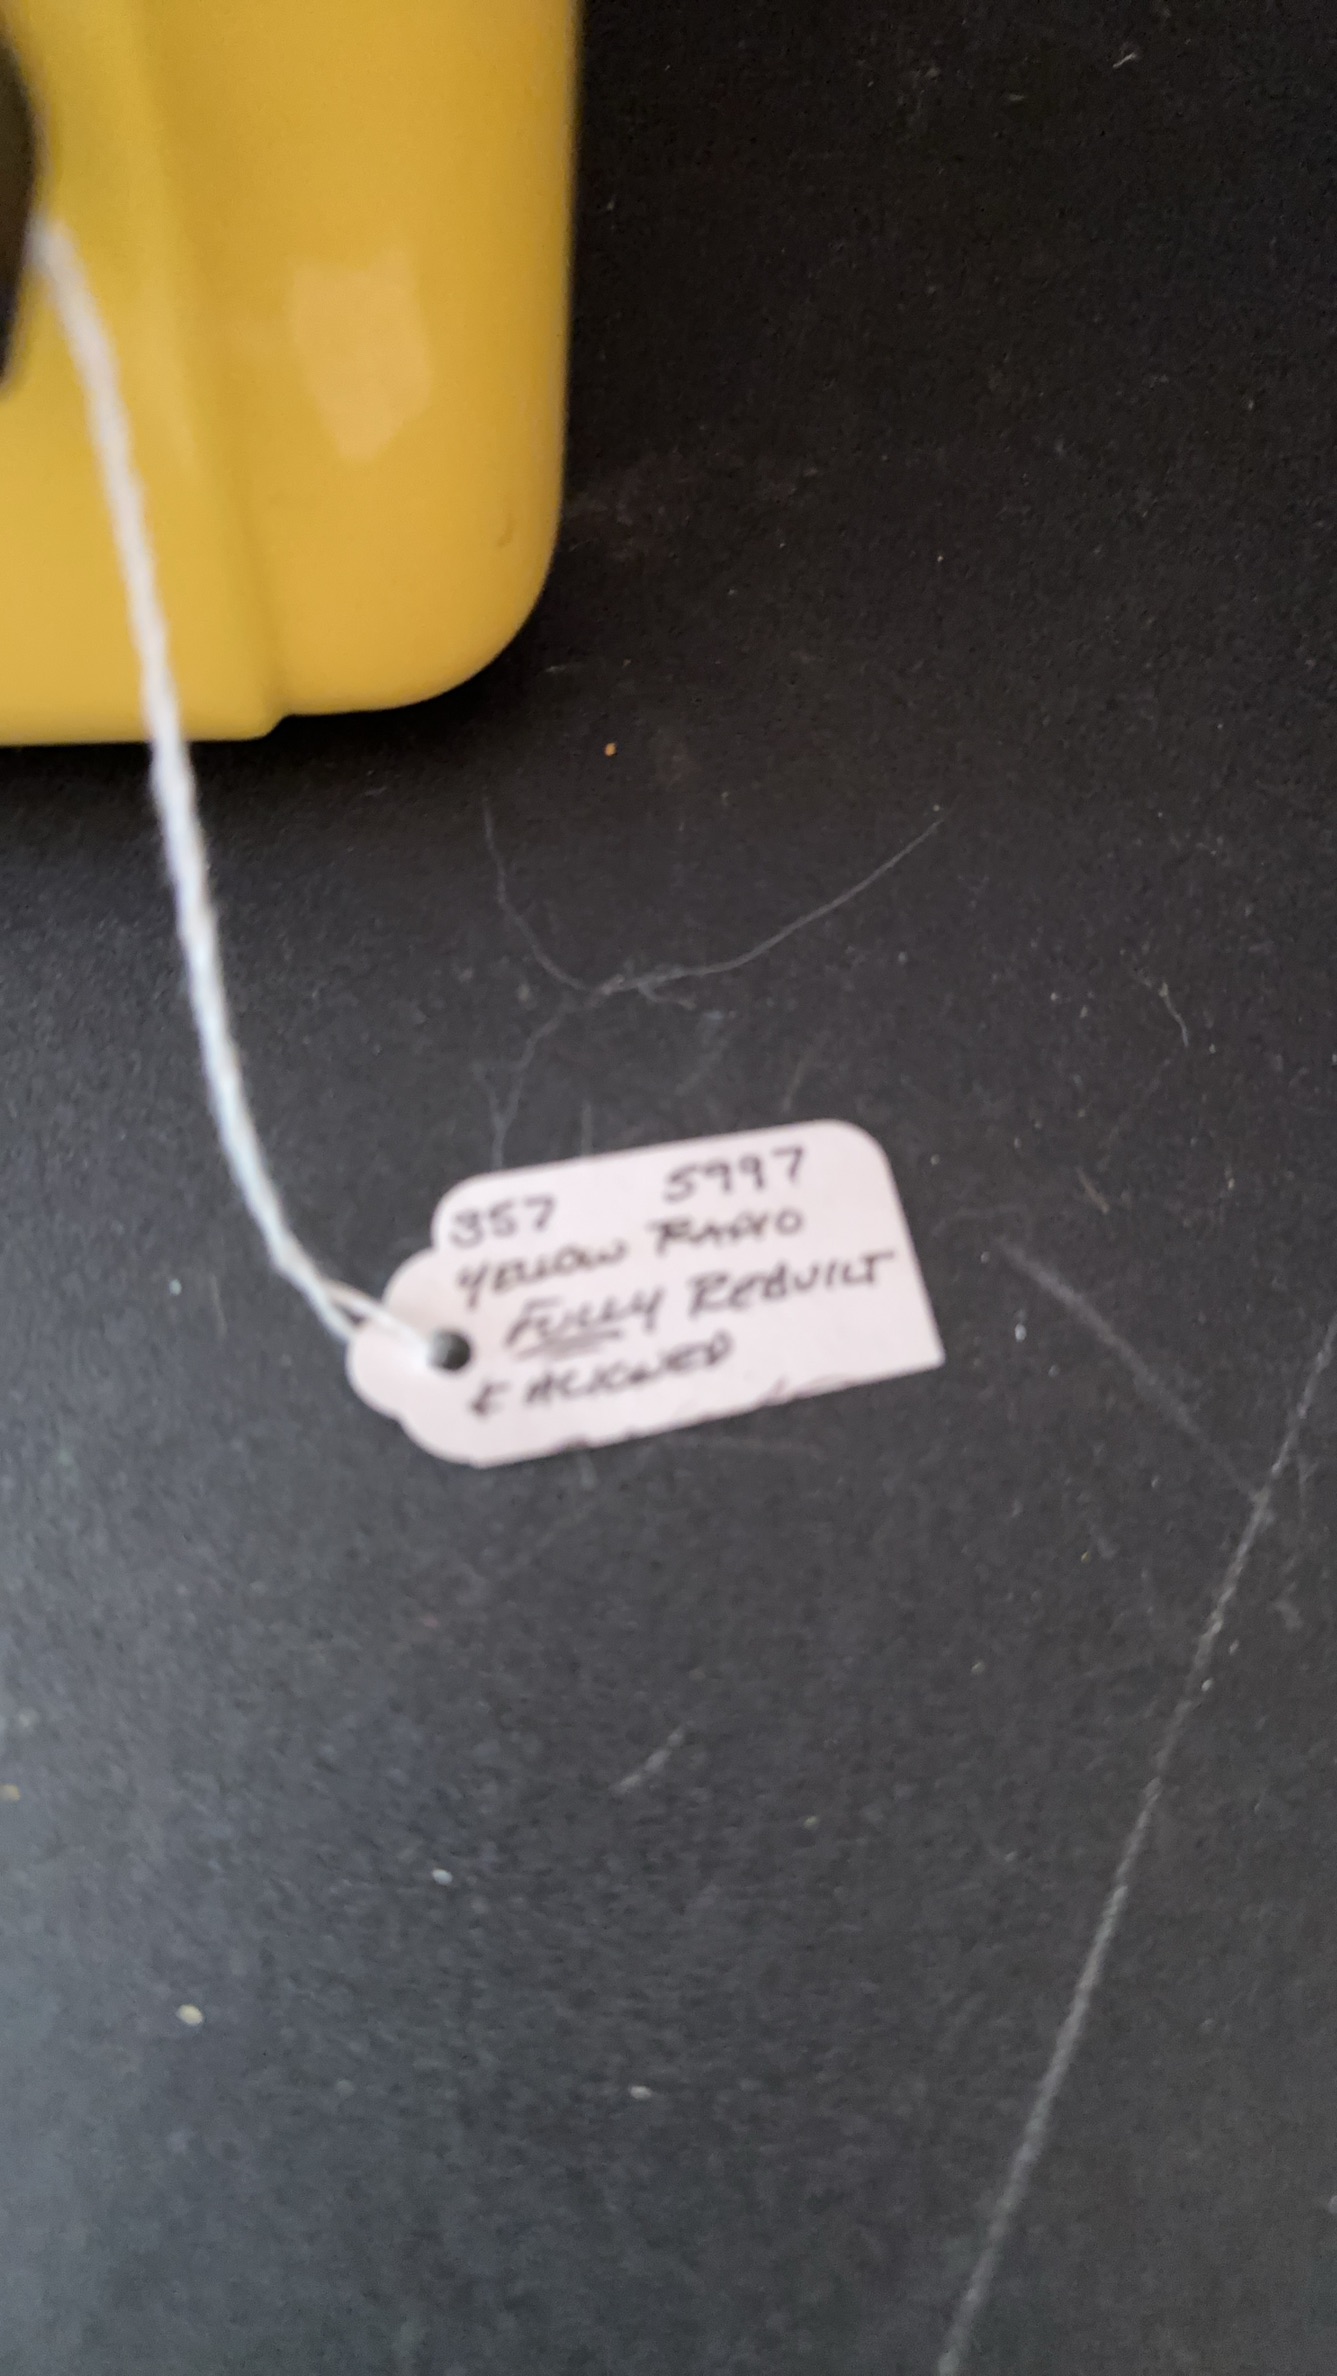 357 5997
YELLOW RADIO
FULLY REBUILT
& ALIGNED